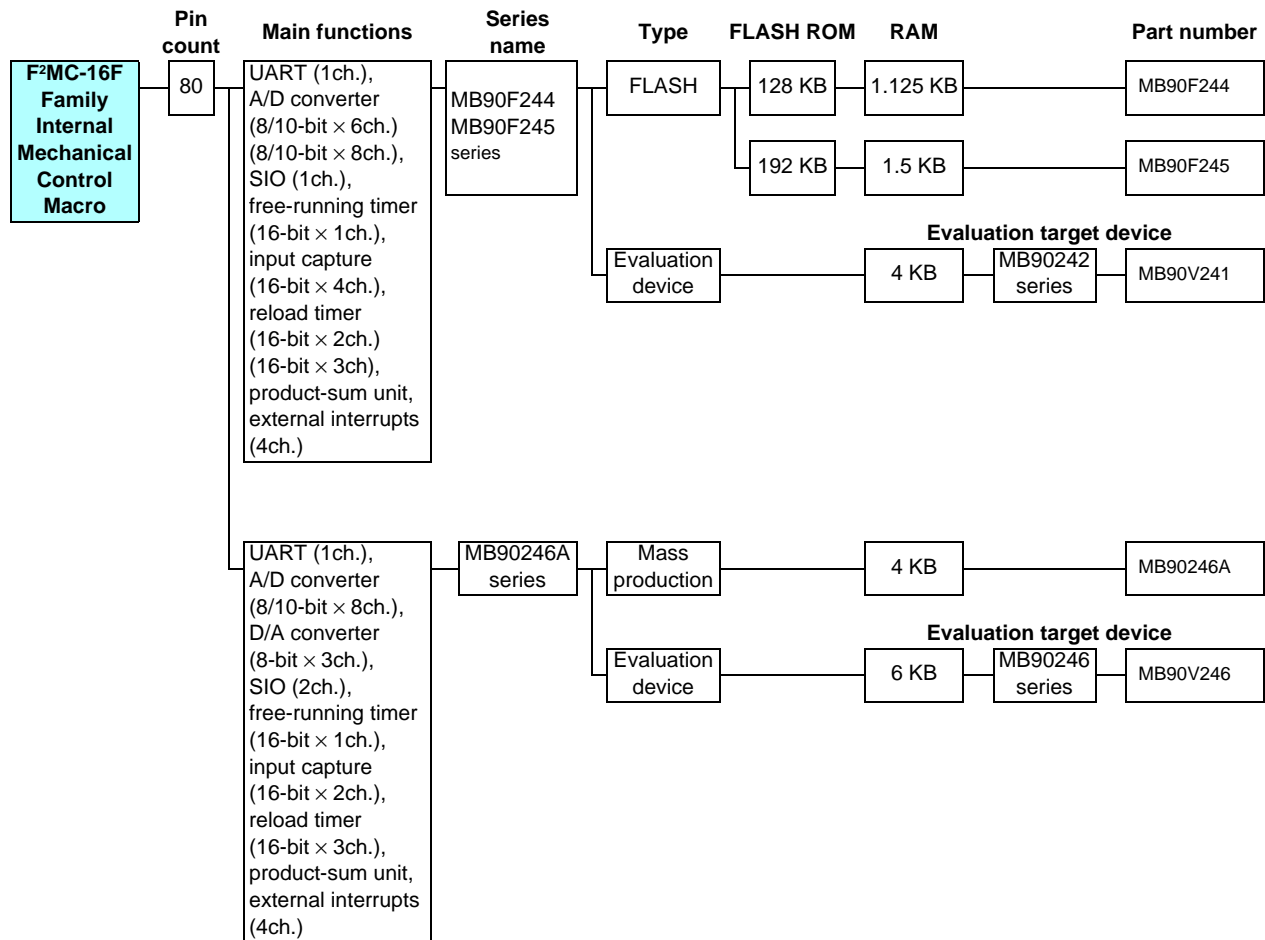 Pin count
Main functions
Series name
Type
FLASH ROM
RAM
Part number
F²MC-16F
Family
Internal
Mechanical
Control
Macro
80
UART (1ch.),
A/D converter
(8/10-bit × 6ch.)
(8/10-bit × 8ch.),
SIO (1ch.),
free-running timer
(16-bit × 1ch.),
input capture
(16-bit × 4ch.),
reload timer
(16-bit × 2ch.)
(16-bit × 3ch),
product-sum unit,
external interrupts
(4ch.)
MB90F244
MB90F245
series
FLASH
128 KB
1.125 KB
MB90F244
192 KB
1.5 KB
MB90F245
Evaluation target device
Evaluation
device
4 KB
MB90242
series
MB90V241
UART (1ch.),
A/D converter
(8/10-bit × 8ch.),
D/A converter
(8-bit × 3ch.),
SIO (2ch.),
free-running timer
(16-bit × 1ch.),
input capture
(16-bit × 2ch.),
reload timer
(16-bit × 3ch.),
product-sum unit,
external interrupts
(4ch.)
MB90246A
series
Mass
production
4 KB
MB90246A
Evaluation target device
Evaluation
device
6 KB
MB90246
series
MB90V246